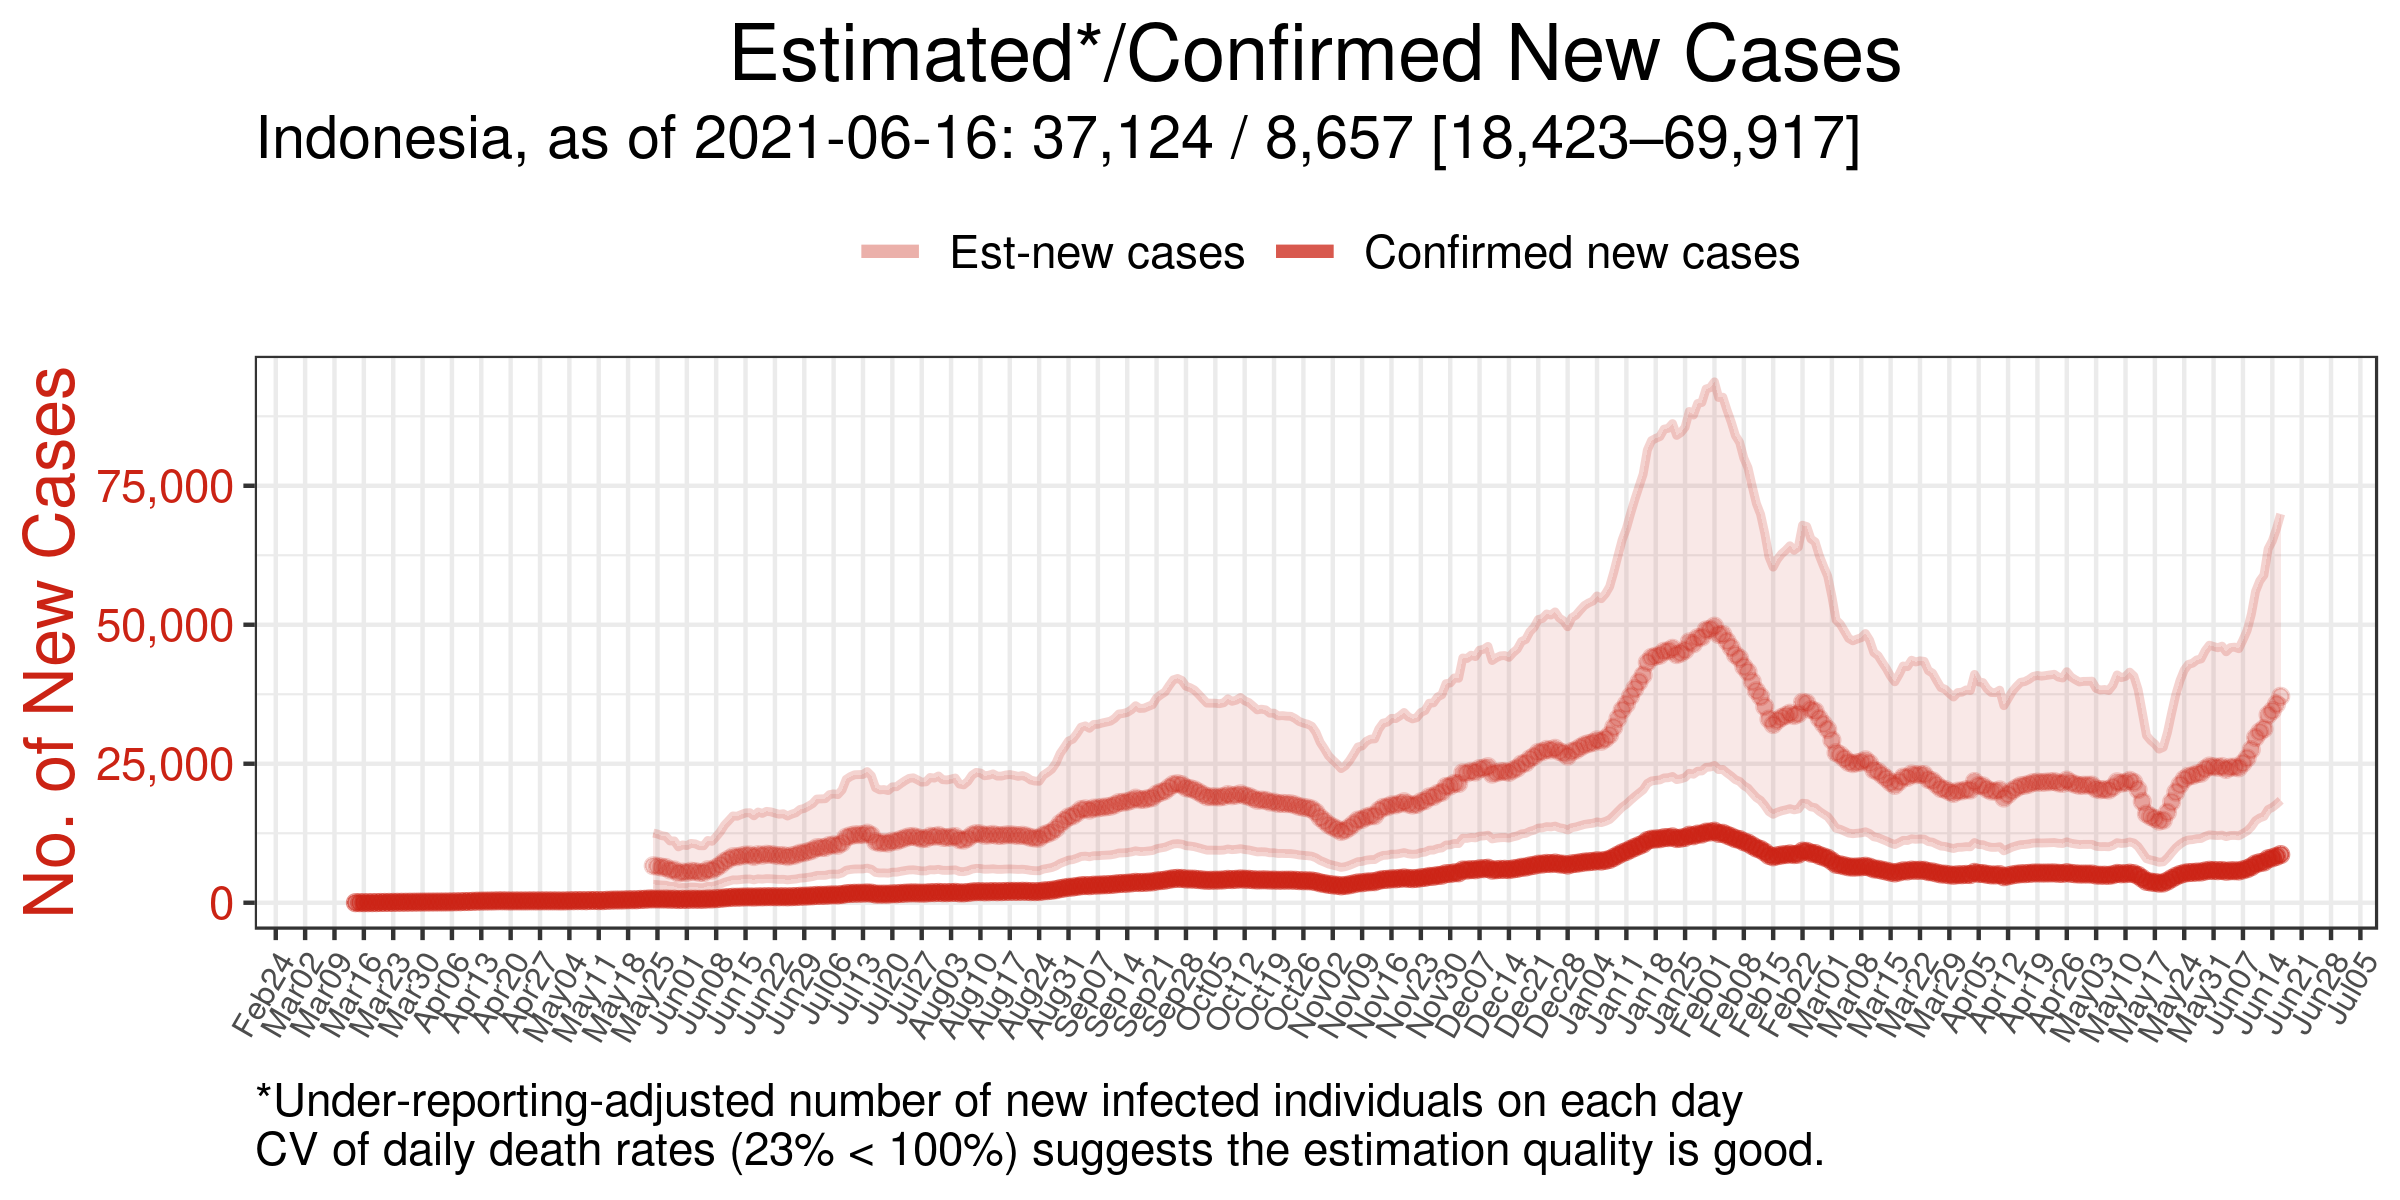 Estimated*/Confirmed New Cases
Indonesia, as of 2021-06-16: 37,124 / 8,657 [18,423–69,917]
Est-new cases
Confirmed new cases
No. of New Cases
75,000
50,000
25,000
0
Feb24
Mar02
Mar09
Mar16
Mar23
Mar30
Apr06
Apr13
Apr20
Apr27
May04
May11
May18
May25
Jun01
Jun08
Jun15
Jun22
Jun29
Jul06
Jul13
Jul20
Jul27
Aug03
Aug10
Aug17
Aug24
Aug31
Sep07
Sep14
Sep21
Sep28
Oct05
Oct12
Oct19
Oct26
Nov02
Nov09
Nov16
Nov23
Nov30
Dec07
Dec14
Dec21
Dec28
Jan04
Jan11
Jan18
Jan25
Feb01
Feb08
Feb15
Feb22
Mar01
Mar08
Mar15
Mar22
Mar29
Apr05
Apr12
Apr19
Apr26
May03
May10
May17
May24
May31
Jun07
Jun14
Jun21
Jun28
Jul05
*Under-reporting-adjusted number of new infected individuals on each day
CV of daily death rates (23% < 100%) suggests the estimation quality is good.